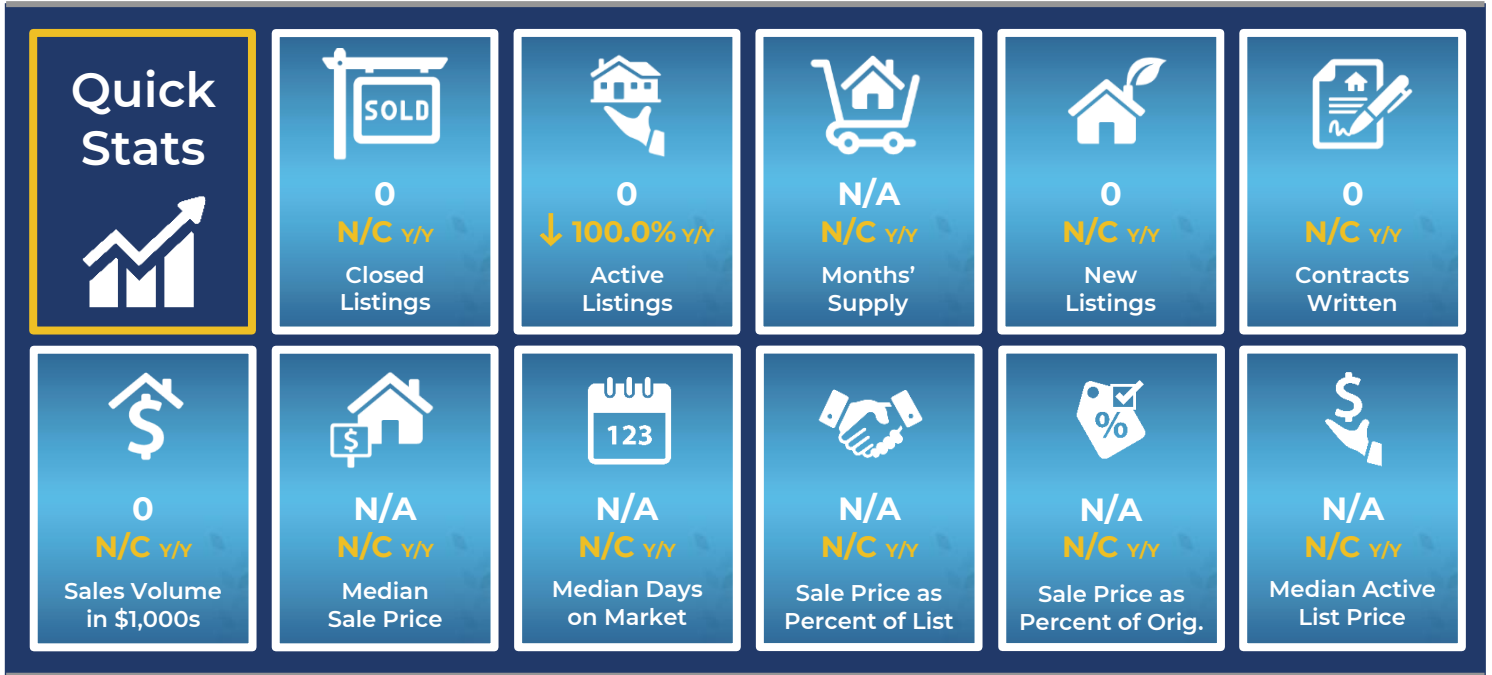 Quick
Stats
SOLD
0
N/C Y/Y
Closed
Listings
0
↓ 100.0% Y/Y
Active
Listings
N/A
N/C Y/Y
Months’
Supply
0
N/C Y/Y
New
Listings
0
N/C Y/Y
Contracts
Written
$
0
N/C Y/Y
Sales Volume
in $1,000s
$
N/A
N/C Y/Y
Median
Sale Price
123
N/A
N/C Y/Y
Median Days
on Market
N/A
N/C Y/Y
Sale Price as
Percent of List
%
N/A
N/C Y/Y
Sale Price as
Percent of Orig.
$
N/A
N/C Y/Y
Median Active
List Price